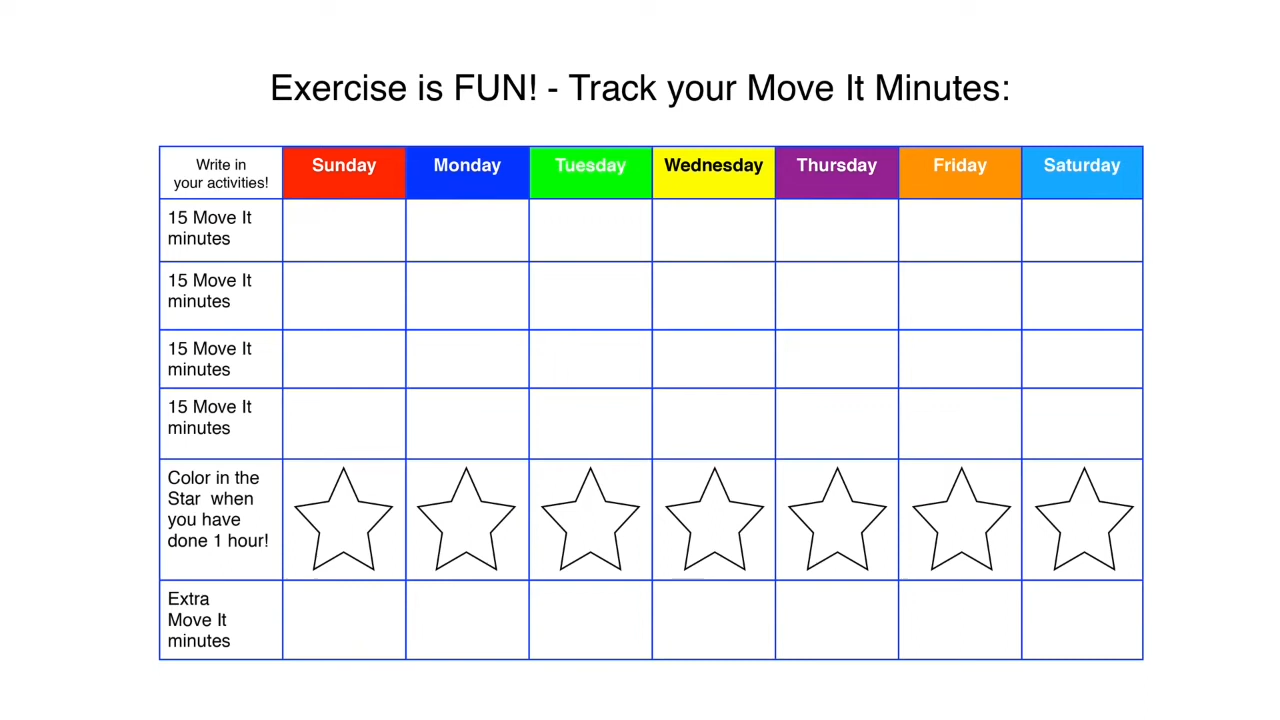 Exercise is FUN! - Track your Move It Minutes:
Write in
your activities!
Sunday
Monday
Tuesday
Wednesday
Thursday
Friday
Saturday
15 Move It
minutes
15 Move It
minutes
15 Move It
minutes
15 Move It
minutes
Color in the
Star when
you have
done 1 hour!
Extra
Move It
minutes